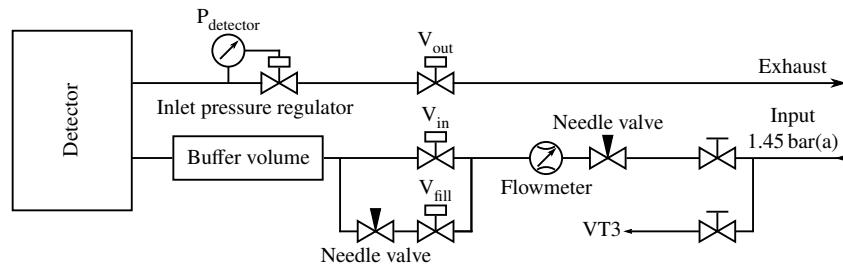 P_detector
V_out
Exhaust
Inlet pressure regulator
Detector
V_in
Needle valve
Input
1.45 bar(a)
Buffer volume
Flowmeter
V_fill
VT3
Needle valve